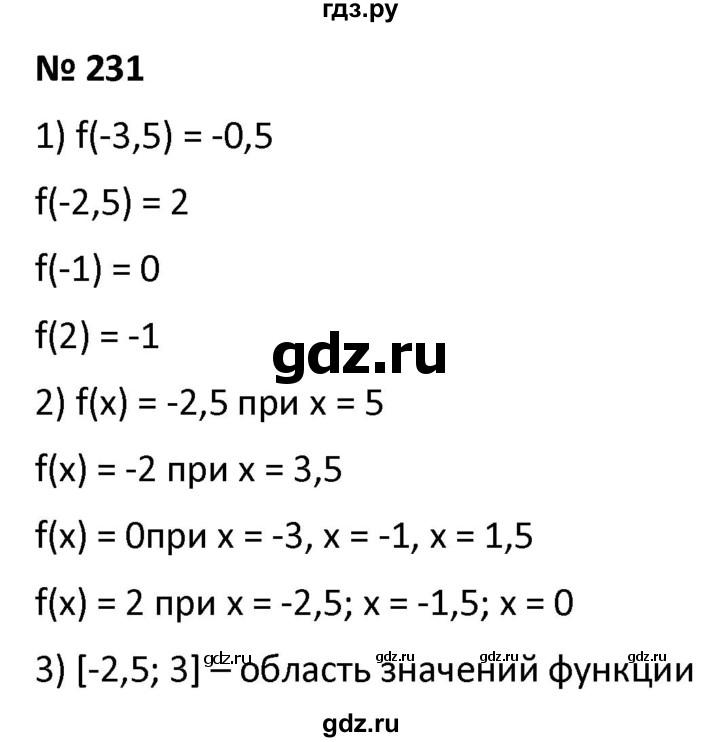 гдз.ру
№ 231
1) f(-3,5) = -0,5
f(-2,5) = 2
f(-1) = 0
f(2) = -1
gdz.ru
2) f(x) = -2,5 при x = 5
f(x) = -2 при x = 3,5
f(x) = 0при x = -3, x = -1, x = 1,5
f(x) = 2 при x = -2,5; x = -1,5; x = 0
gdz.ru gdz.ru gdz.ru gdz.ru
3) [-2,5; 3] – область значений функции
gdz.ru